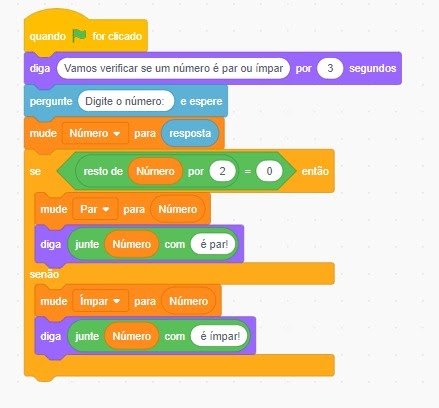 quando for clicado
diga Vamos verificar se um número é par ou ímpar por 3 segundos
pergunte Digite o número: e espere
mude Número para resposta
se resto de Número por 2 = 0 então
mude Par para Número
diga junte Número com é par!
senão
mude Ímpar para Número
diga junte Número com é ímpar!